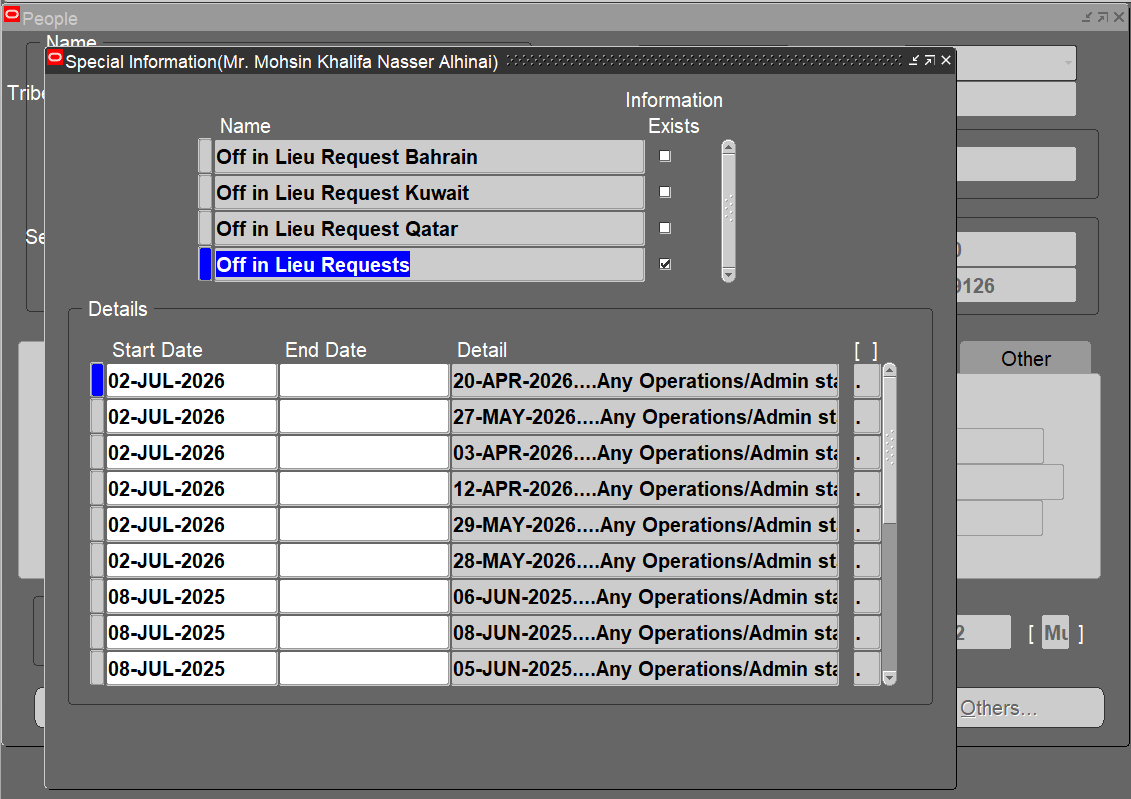 People
Name
Special Information(Mr. Mohsin Khalifa Nasser Alhinai)
Tribe
Information
Name Exists
Off in Lieu Request Bahrain
Off in Lieu Request Kuwait
Off in Lieu Request Qatar
Off in Lieu Requests
Se
0
9126
Details
Start Date End Date Detail [ ]
Other
02-JUL-2026 20-APR-2026....Any Operations/Admin sta .
02-JUL-2026 27-MAY-2026....Any Operations/Admin sta .
02-JUL-2026 03-APR-2026....Any Operations/Admin sta .
02-JUL-2026 12-APR-2026....Any Operations/Admin sta .
02-JUL-2026 29-MAY-2026....Any Operations/Admin sta .
02-JUL-2026 28-MAY-2026....Any Operations/Admin sta .
08-JUL-2025 06-JUN-2025....Any Operations/Admin sta .
08-JUL-2025 08-JUN-2025....Any Operations/Admin sta .
2 [ Mu ]
08-JUL-2025 05-JUN-2025....Any Operations/Admin sta .
Others...